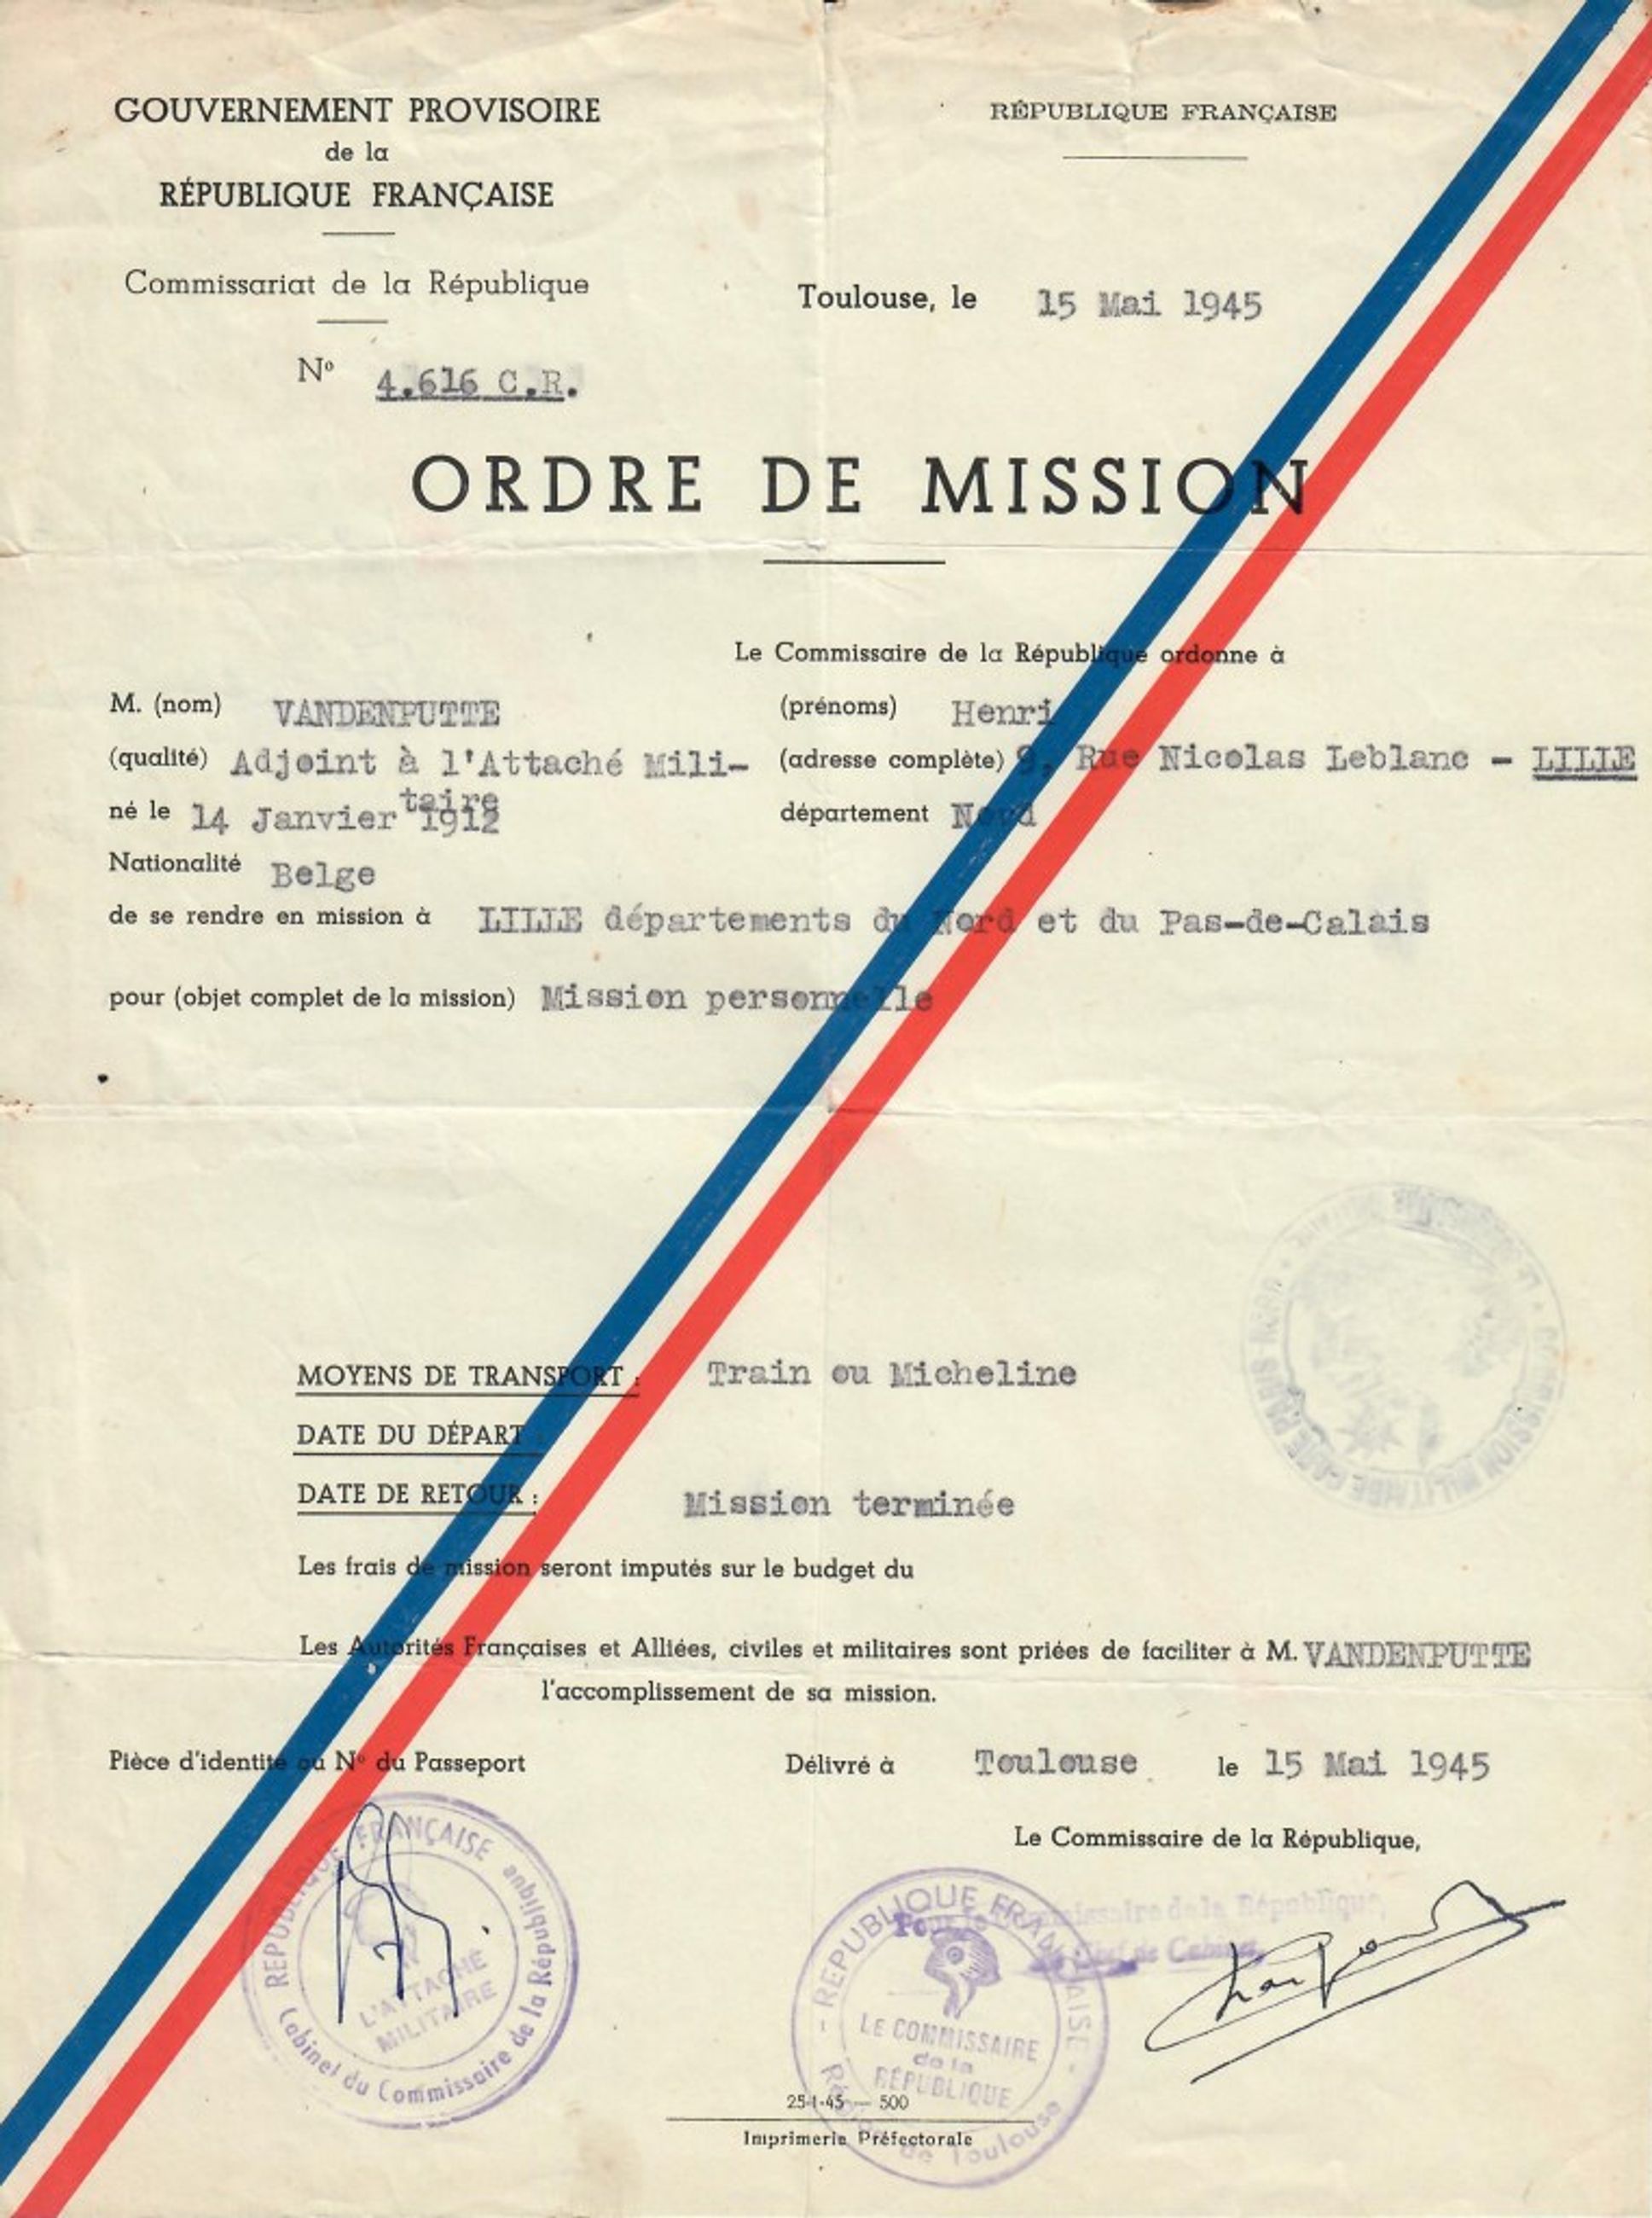 GOUVERNEMENT PROVISOIRE
de la
RÉPUBLIQUE FRANÇAISE
Commissariat de la République
Nº 4.616 C.R.
RÉPUBLIQUE FRANÇAISE
Toulouse, le 15 Mai 1945
ORDRE DE MISSION
Le Commissaire de la République ordonne à
M. (nom) VANDENPUTTE (prénoms) Henri
(qualité) Adjoint à l'Attaché Mili- (adresse complète) 9, Rue Nicolas Leblanc - LILLE
taire
né le 14 Janvier 1912 département Nord
Nationalité Belge
de se rendre en mission à LILLE départements du Nord et du Pas-de-Calais
pour (objet complet de la mission) Mission personnelle
MOYENS DE TRANSPORT : Train ou Micheline
DATE DU DÉPART :
DATE DE RETOUR : Mission terminée
Les frais de mission seront imputés sur le budget du
Les Autorités Françaises et Alliées, civiles et militaires sont priées de faciliter à M. VANDENPUTTE
l'accomplissement de sa mission.
Pièce d'identité ou Nº du Passeport
Délivré à Toulouse le 15 Mai 1945
Le Commissaire de la République,
Pour le Commissaire de la République,
Le Chef de Cabinet,
RÉPUBLIQUE FRANÇAISE
Cabinet du Commissaire de la République
L'ATTACHÉ
MILITAIRE
- RÉPUBLIQUE FRANÇAISE -
LE COMMISSAIRE
de la
RÉPUBLIQUE
Région de Toulouse
25-1-45 — 500
Imprimerie Préfectorale